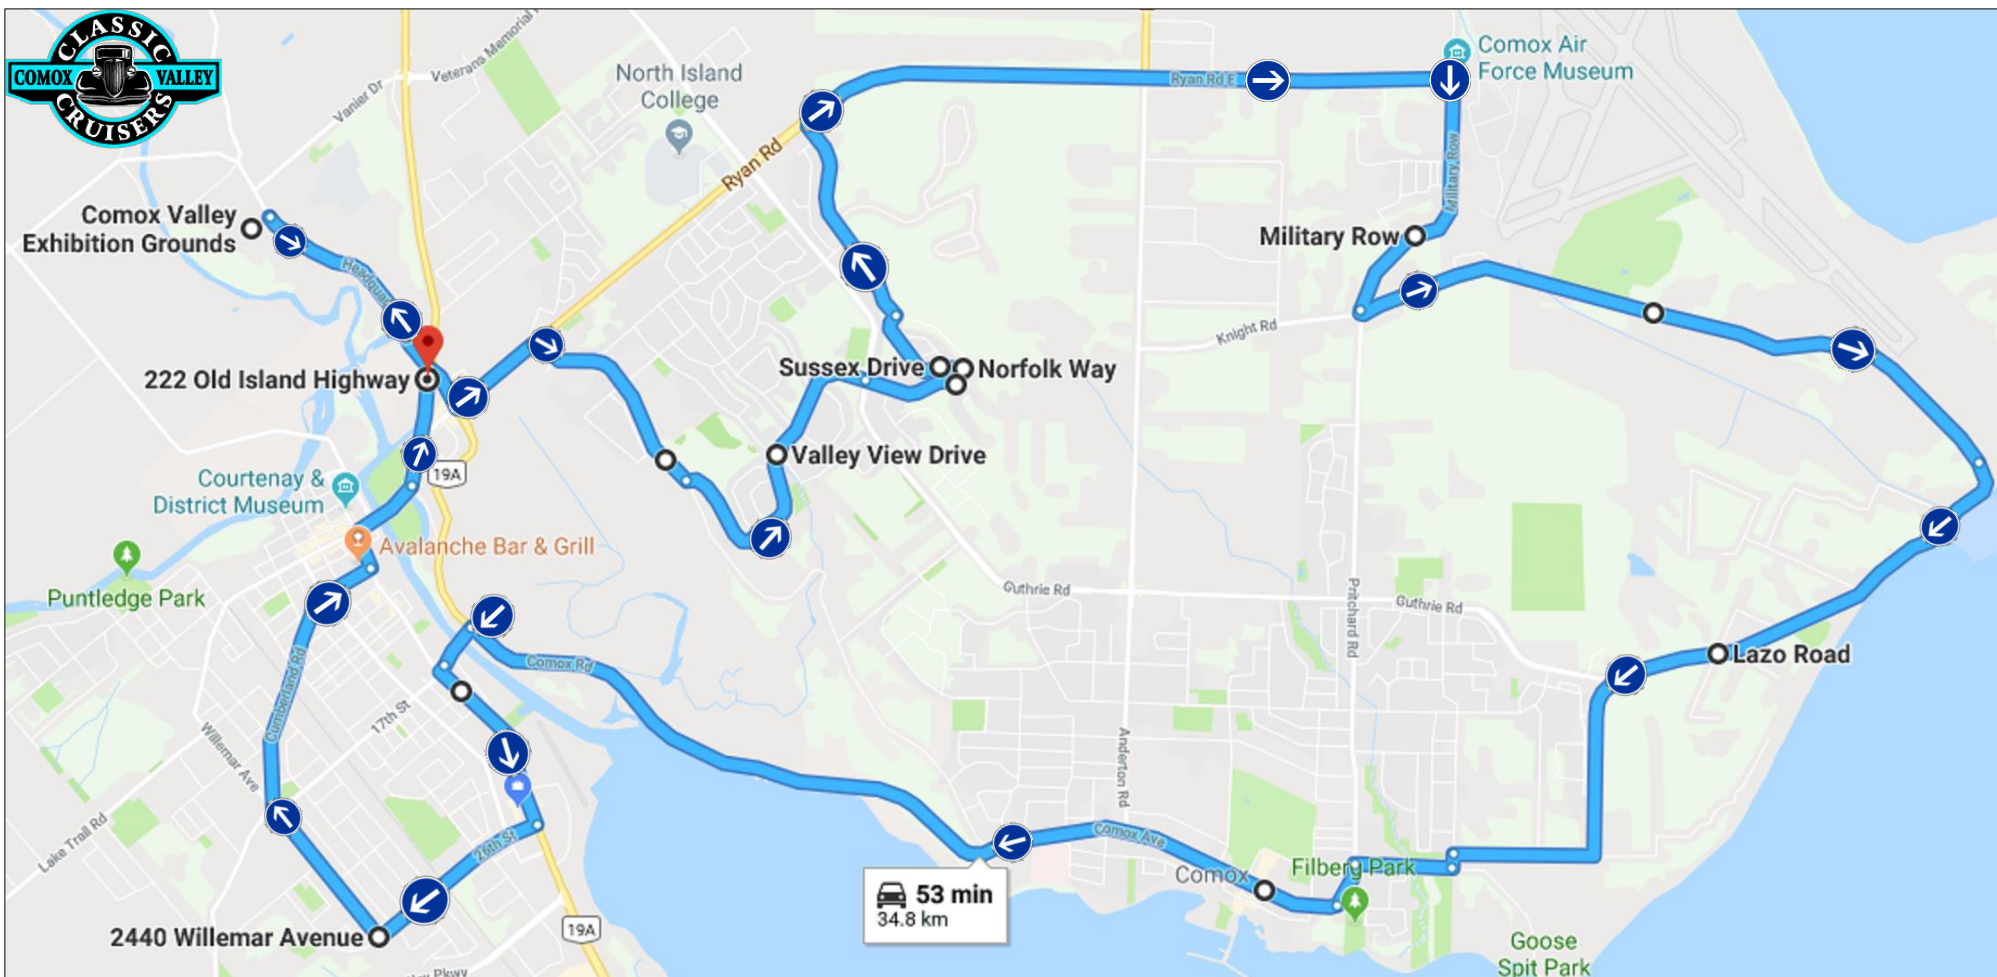 CLASSIC
COMOX VALLEY
CRUISERS
Vanier Dr
Veterans Memorial
North Island
College
Ryan Rd
Ryan Rd E
Comox Air
Force Museum
Military Row
Comox Valley
Exhibition Grounds
Military Row
Knight Rd
222 Old Island Highway
Sussex Drive
Norfolk Way
Valley View Drive
19A
Courtenay &
District Museum
Avalanche Bar & Grill
Puntledge Park
Guthrie Rd
Guthrie Rd
Pritchard Rd
Comox Rd
Lazo Road
Cumberland Rd
17th St
Willemar Ave
Anderton Rd
Lake Trail Rd
26th St
Comox Ave
Comox
Filberg Park
53 min
34.8 km
2440 Willemar Avenue
19A
Goose
Spit Park
Pkwy